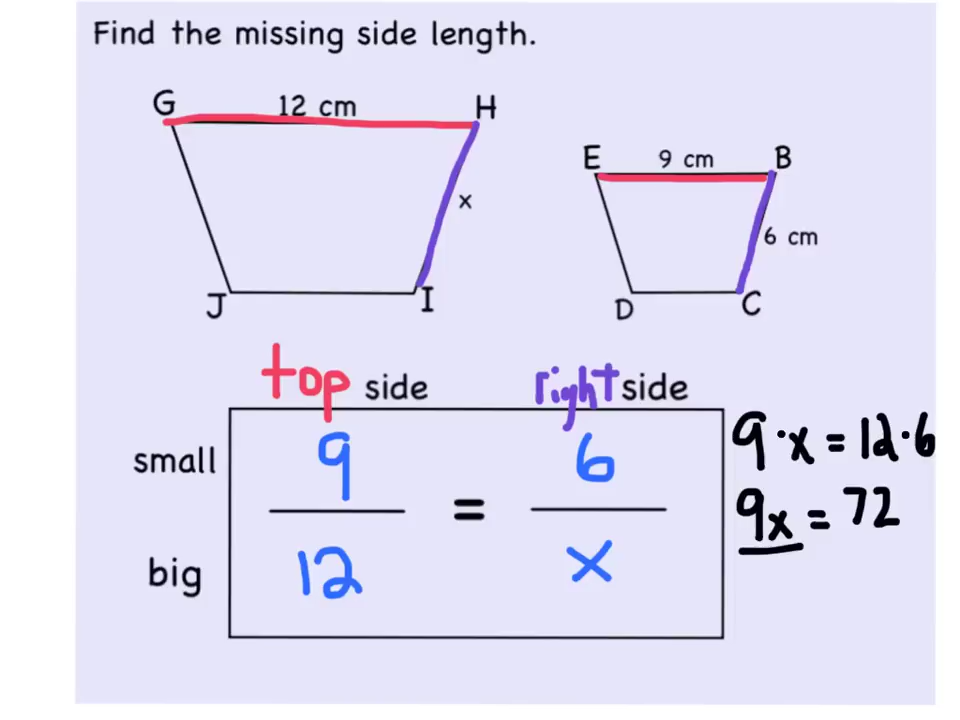 Find the missing side length.
G 12 cm H
E 9 cm B
x
6 cm
J I
D C
top side right side
small 9 = 6
big 12 x
9 · x = 12 · 6
9x = 72